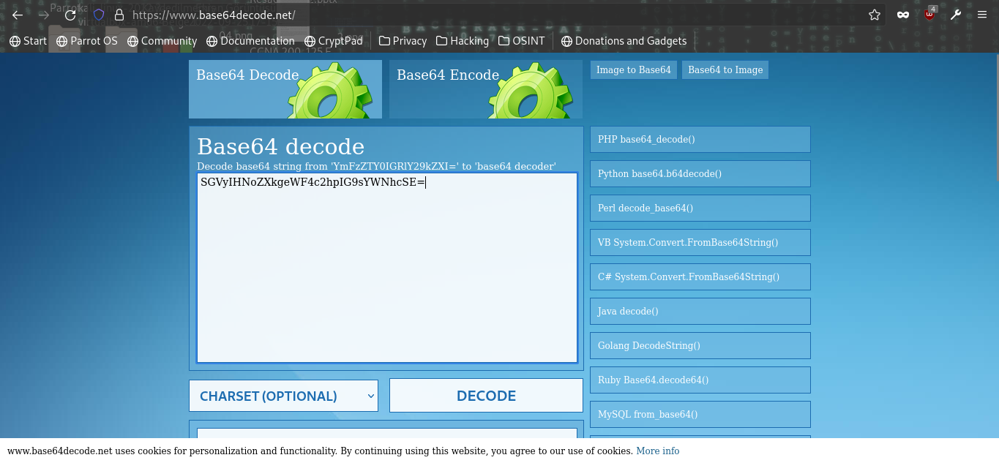 https://www.base64decode.net/
4
Start Parrot OS Community Documentation CryptPad Privacy Hacking OSINT Donations and Gadgets
Base64 Decode
Base64 Encode
Image to Base64
Base64 to Image
Base64 decode
Decode base64 string from 'YmFzZTY0IGRlY29kZXI=' to 'base64 decoder'
SGVyIHNoZXkgeWF4c2hpIG9sYWNhcSE=
CHARSET (OPTIONAL)
DECODE
PHP base64_decode()
Python base64.b64decode()
Perl decode_base64()
VB System.Convert.FromBase64String()
C# System.Convert.FromBase64String()
Java decode()
Golang DecodeString()
Ruby Base64.decode64()
MySQL from_base64()
www.base64decode.net uses cookies for personalization and functionality. By continuing using this website, you agree to our use of cookies. More info